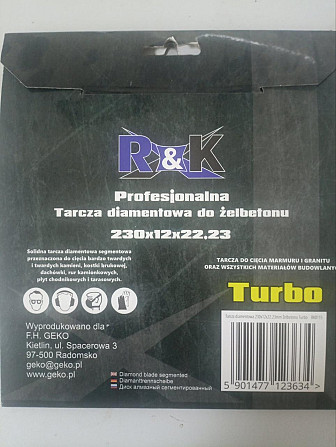 R&K
Profesjonalna
Tarcza diamentowa do żelbetonu
230x12x22,23
Solidna tarcza diamentowa segmentowa
przeznaczona do cięcia bardzo twardych
i twardych kamieni, kostki brukowej,
dachówki, rur kamionkowych,
płyt chodnikowych i tarasowych.
TARCZA DO CIĘCIA MARMURU I GRANITU
ORAZ WSZYSTKICH MATERIAŁÓW BUDOWLANYCH
Turbo
Wyprodukowano dla
F.H. GEKO
Kietlin, ul. Spacerowa 3
97-500 Radomsko
geko@geko.pl
www.geko.pl
5 901477 123634 >
Diamond blade segmented
Diamanttrennscheibe
Диск алмазный сегментированный